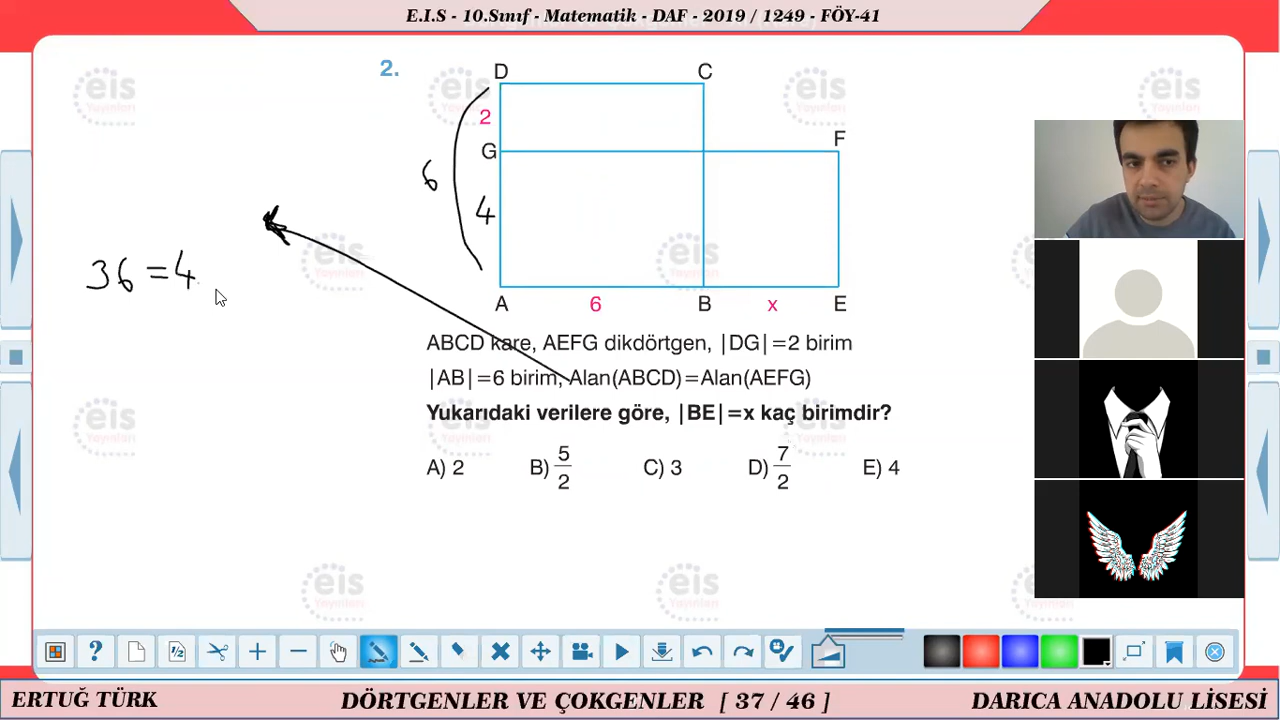 E.I.S - 10.Sınıf - Matematik - DAF - 2019 / 1249 - FÖY-41
2.
D
C
2
G
F
6
4
A
6
B
x
E
36 = 4
ABCD kare, AEFG dikdörtgen, |DG|=2 birim
|AB|=6 birim, Alan(ABCD)=Alan(AEFG)
Yukarıdaki verilere göre, |BE|=x kaç birimdir?
A) 2 B) 5/2 C) 3 D) 7/2 E) 4
eis
Yayınları
ERTUĞ TÜRK
DÖRTGENLER VE ÇOKGENLER [ 37 / 46 ]
DARICA ANADOLU LİSESİ